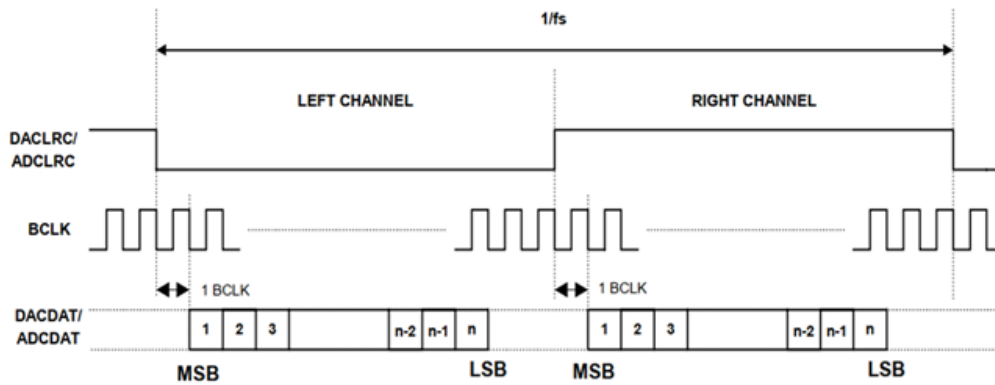 1/fs
LEFT CHANNEL
RIGHT CHANNEL
DACLRC/
ADCLRC
BCLK
1 BCLK
1 BCLK
DACDAT/
ADCDAT
1 2 3 n-2 n-1 n 1 2 3 n-2 n-1 n
MSB LSB MSB LSB